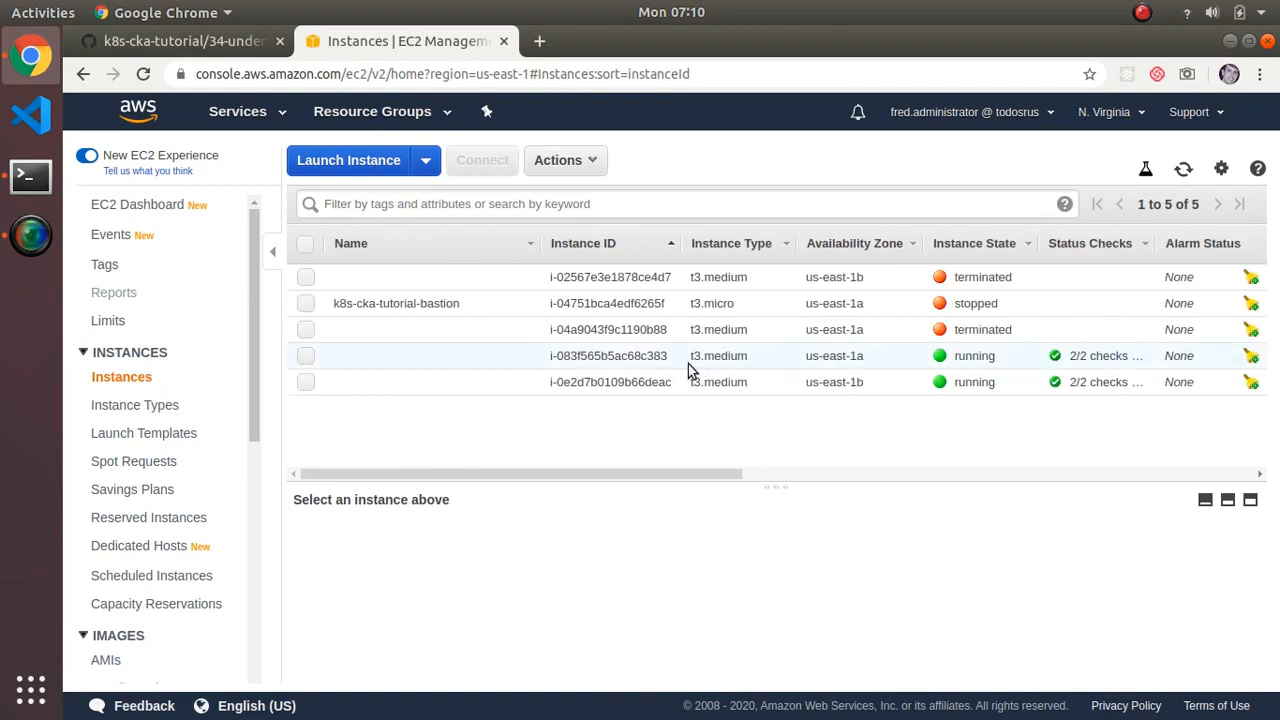 Activities
Google Chrome
Mon 07:10
k8s-cka-tutorial/34-under
Instances | EC2 Managem
console.aws.amazon.com/ec2/v2/home?region=us-east-1#Instances:sort=instanceId
aws
Services
Resource Groups
fred.administrator @ todosrus
N. Virginia
Support
New EC2 Experience
Tell us what you think
Launch Instance
Connect
Actions
EC2 Dashboard New
Events New
Tags
Reports
Limits
INSTANCES
Instances
Instance Types
Launch Templates
Spot Requests
Savings Plans
Reserved Instances
Dedicated Hosts New
Scheduled Instances
Capacity Reservations
IMAGES
AMIs
Filter by tags and attributes or search by keyword
1 to 5 of 5
Name Instance ID Instance Type Availability Zone Instance State Status Checks Alarm Status
i-02567e3e1878ce4d7 t3.medium us-east-1b terminated None
k8s-cka-tutorial-bastion i-04751bca4edf6265f t3.micro us-east-1a stopped None
i-04a9043f9c1190b88 t3.medium us-east-1a terminated None
i-083f565b5ac68c383 t3.medium us-east-1a running 2/2 checks ... None
i-0e2d7b0109b66deac t3.medium us-east-1b running 2/2 checks ... None
Select an instance above
Feedback
English (US)
© 2008 - 2020, Amazon Web Services, Inc. or its affiliates. All rights reserved.
Privacy Policy
Terms of Use